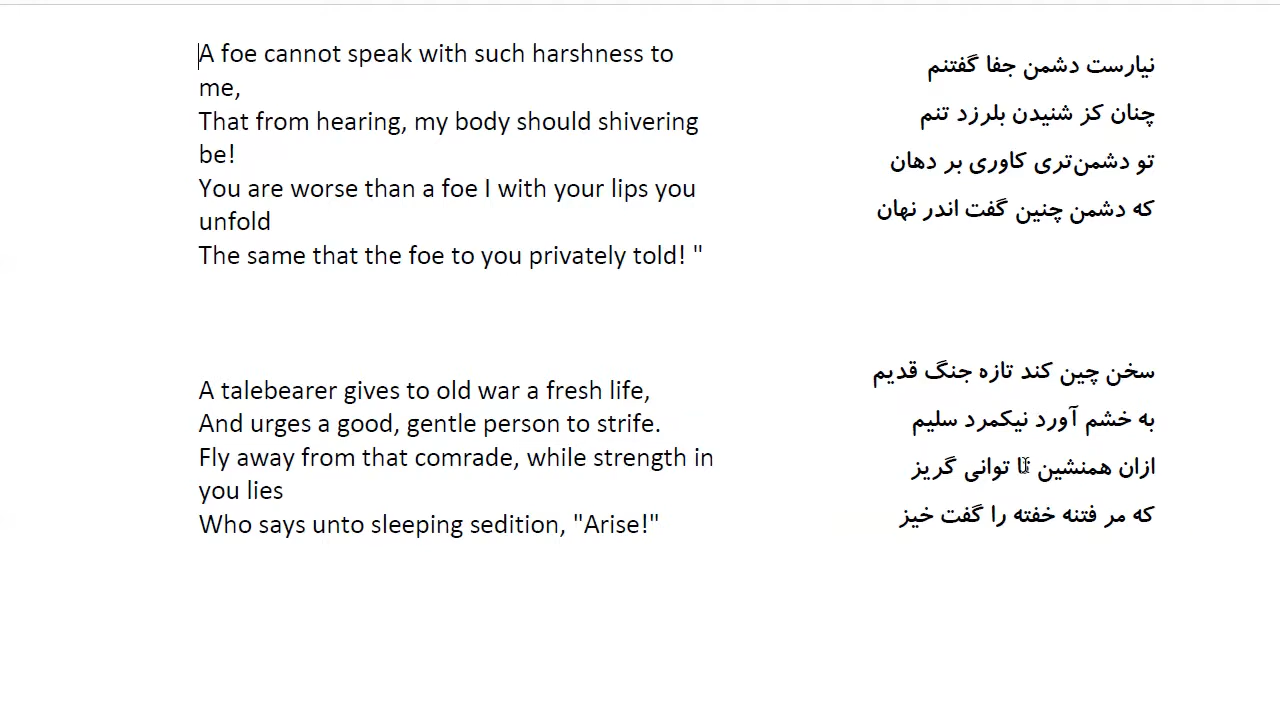 A foe cannot speak with such harshness to
me,
That from hearing, my body should shivering
be!
You are worse than a foe I with your lips you
unfold
The same that the foe to you privately told! "
نیارست دشمن جفا گفتنم
چنان کز شنیدن بلرزد تنم
تو دشمن‌تری کاوری بر دهان
که دشمن چنین گفت اندر نهان
A talebearer gives to old war a fresh life,
And urges a good, gentle person to strife.
Fly away from that comrade, while strength in
you lies
Who says unto sleeping sedition, "Arise!"
سخن چین کند تازه جنگ قدیم
به خشم آورد نیکمرد سلیم
ازان همنشین تا توانی گریز
که مر فتنه خفته را گفت خیز